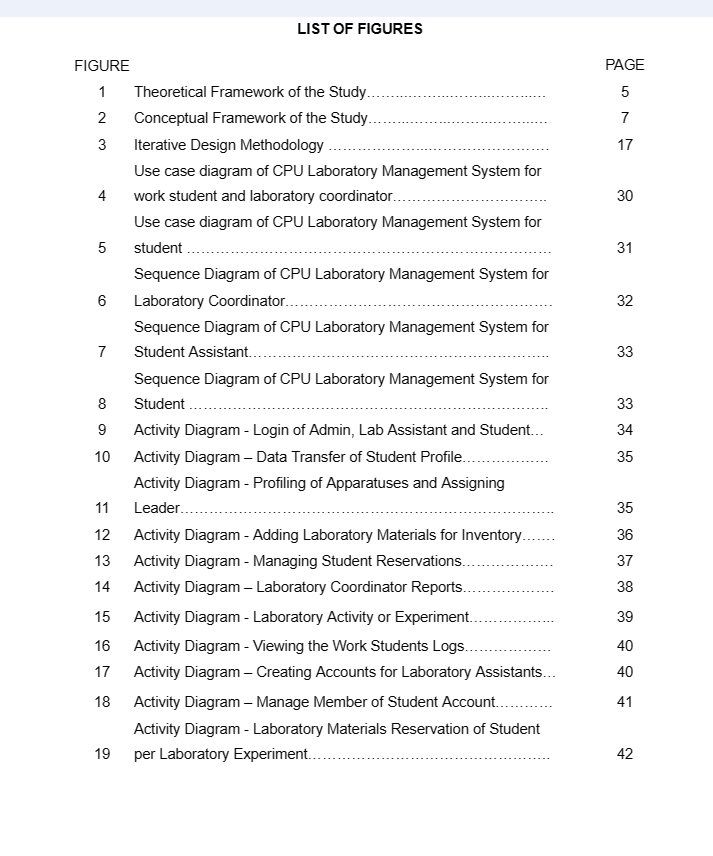 LIST OF FIGURES
FIGURE PAGE
1 Theoretical Framework of the Study……..……..……..……..…. 5
2 Conceptual Framework of the Study……..……..……..……..…. 7
3 Iterative Design Methodology ………………...…………………… 17
Use case diagram of CPU Laboratory Management System for
4 work student and laboratory coordinator………………………….. 30
Use case diagram of CPU Laboratory Management System for
5 student ……………………………………………………………… 31
Sequence Diagram of CPU Laboratory Management System for
6 Laboratory Coordinator……………………………………………… 32
Sequence Diagram of CPU Laboratory Management System for
7 Student Assistant…………………………………………………….. 33
Sequence Diagram of CPU Laboratory Management System for
8 Student …………………………………………………………….. 33
9 Activity Diagram - Login of Admin, Lab Assistant and Student… 34
10 Activity Diagram – Data Transfer of Student Profile……………… 35
Activity Diagram - Profiling of Apparatuses and Assigning
11 Leader……………………………………………………………….. 35
12 Activity Diagram - Adding Laboratory Materials for Inventory……. 36
13 Activity Diagram - Managing Student Reservations……………… 37
14 Activity Diagram – Laboratory Coordinator Reports………………. 38
15 Activity Diagram - Laboratory Activity or Experiment…………….. 39
16 Activity Diagram - Viewing the Work Students Logs……………… 40
17 Activity Diagram – Creating Accounts for Laboratory Assistants… 40
18 Activity Diagram – Manage Member of Student Account………… 41
Activity Diagram - Laboratory Materials Reservation of Student
19 per Laboratory Experiment………………………………………….. 42